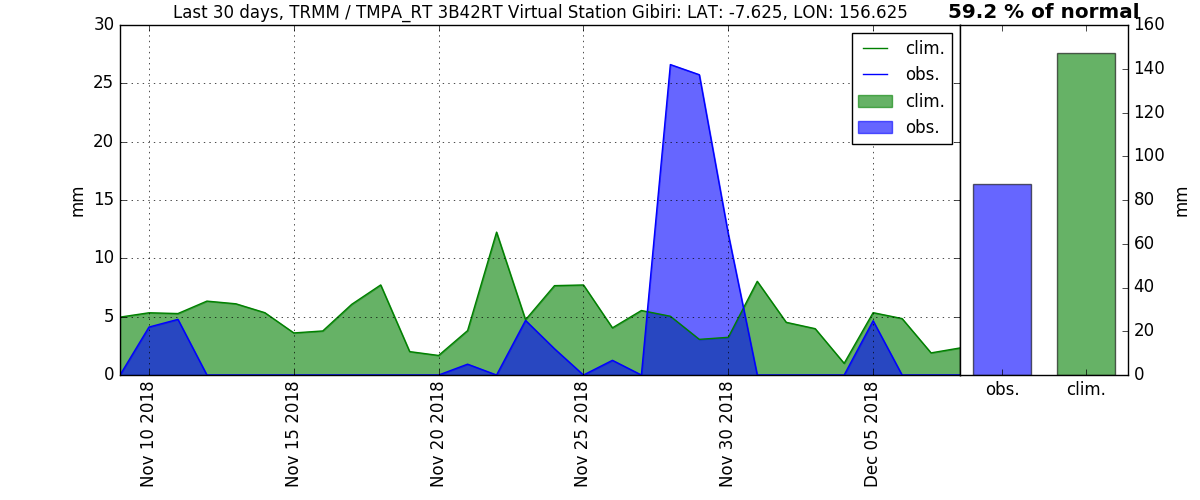 Last 30 days, TRMM / TMPA_RT 3B42RT Virtual Station Gibiri: LAT: -7.625, LON: 156.625
59.2 % of normal
30
25
20
15
10
5
0
mm
clim.
obs.
clim.
obs.
Nov 10 2018
Nov 15 2018
Nov 20 2018
Nov 25 2018
Nov 30 2018
Dec 05 2018
160
140
120
100
80
60
40
20
0
mm
obs.
clim.